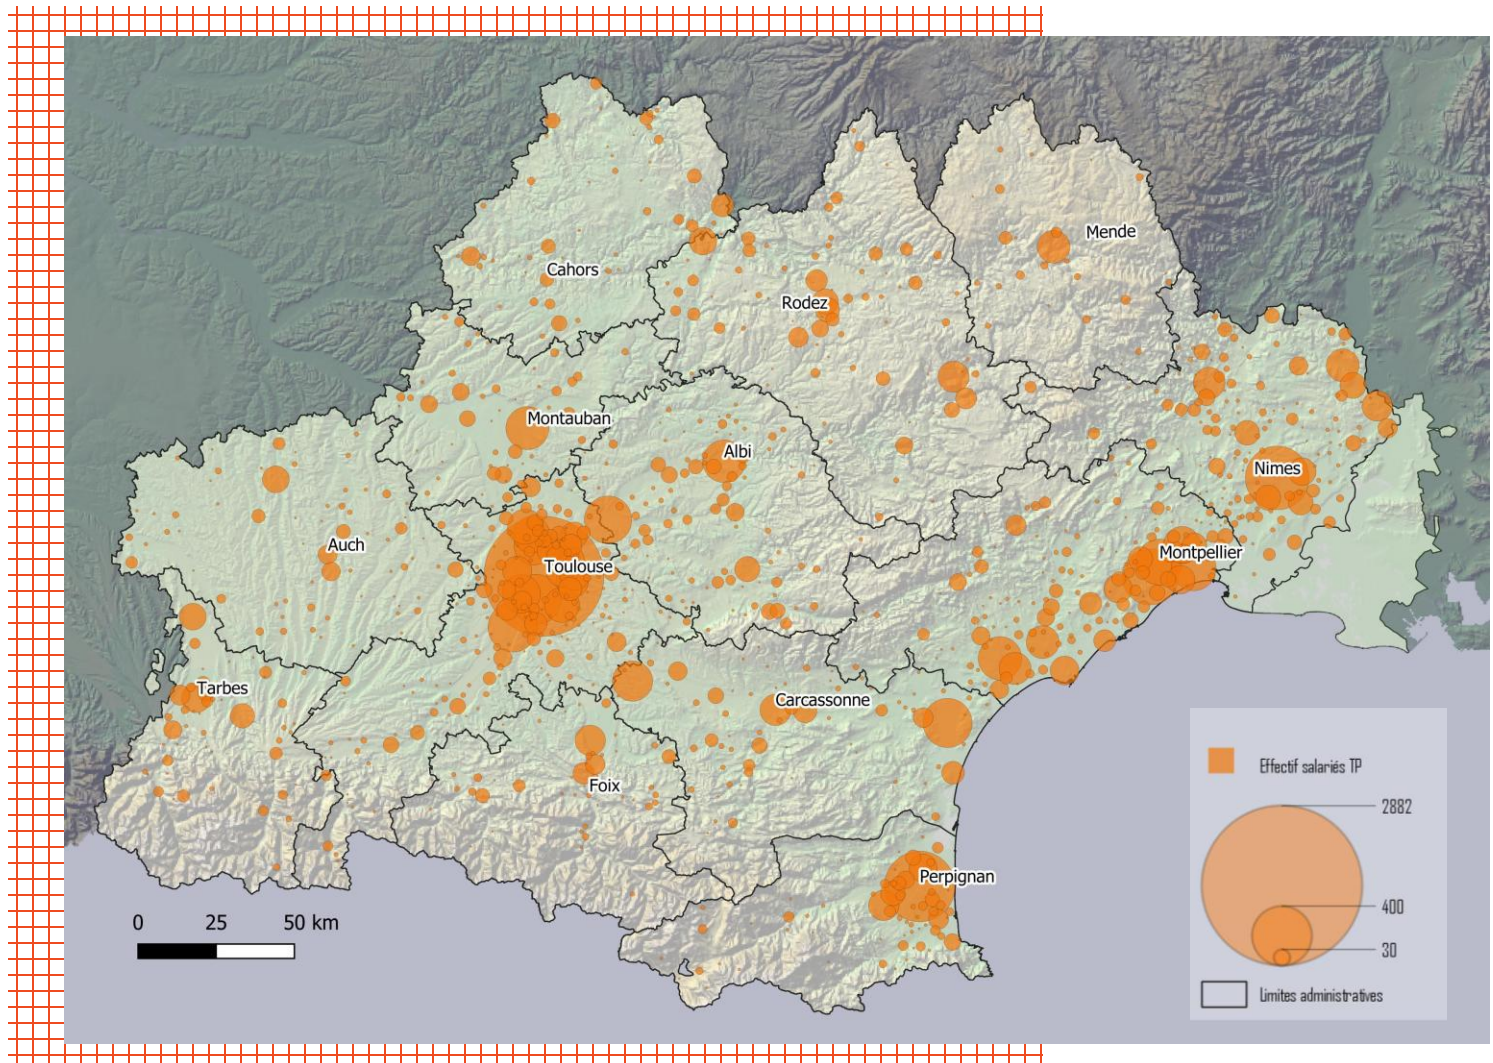 Mende
Cahors
Rodez
Montauban
Albi
Nimes
Auch
Montpellier
Toulouse
Tarbes
Carcassonne
Foix
Perpignan
0 25 50 km
Effectif salariés TP
2882
400
30
Limites administratives